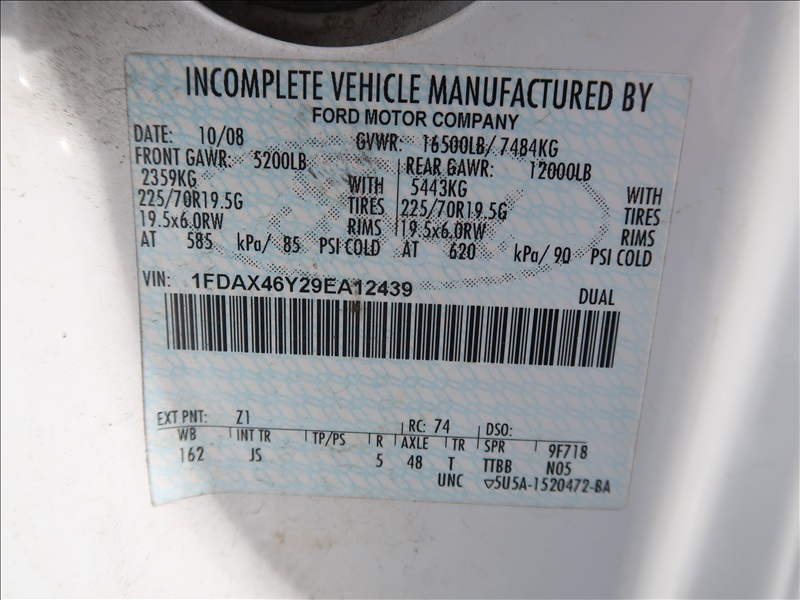 INCOMPLETE VEHICLE MANUFACTURED BY
FORD MOTOR COMPANY
DATE: 10/08 GVWR: 16500LB/ 7484KG
FRONT GAWR: 5200LB REAR GAWR: 12000LB
2359KG WITH 5443KG WITH
225/70R19.5G TIRES 225/70R19.5G TIRES
19.5x6.0RW RIMS 19.5x6.0RW RIMS
AT 585 kPa/ 85 PSI COLD AT 620 kPa/ 90 PSI COLD
VIN: 1FDAX46Y29EA12439 DUAL
EXT PNT: Z1 RC: 74 DSO:
WB INT TR TP/PS R AXLE TR SPR 9F718
162 JS 5 48 T TTBB N05
UNC ▽5U5A-1520472-BA